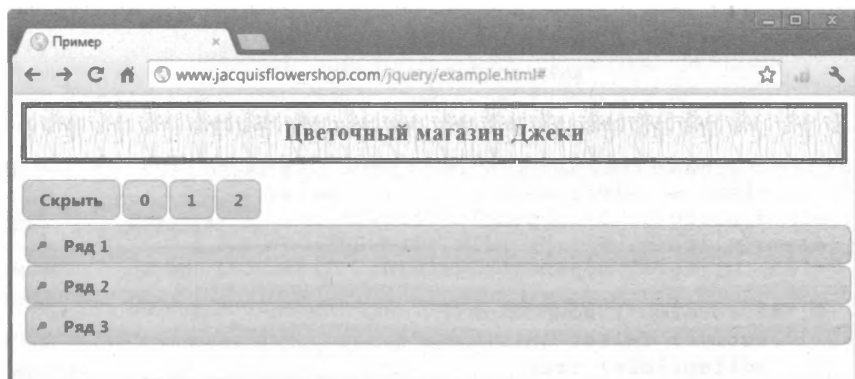 Пример
www.jacquisflowershop.com/jquery/example.html#
Цветочный магазин Джеки
Скрыть 0 1 2
Ряд 1
Ряд 2
Ряд 3